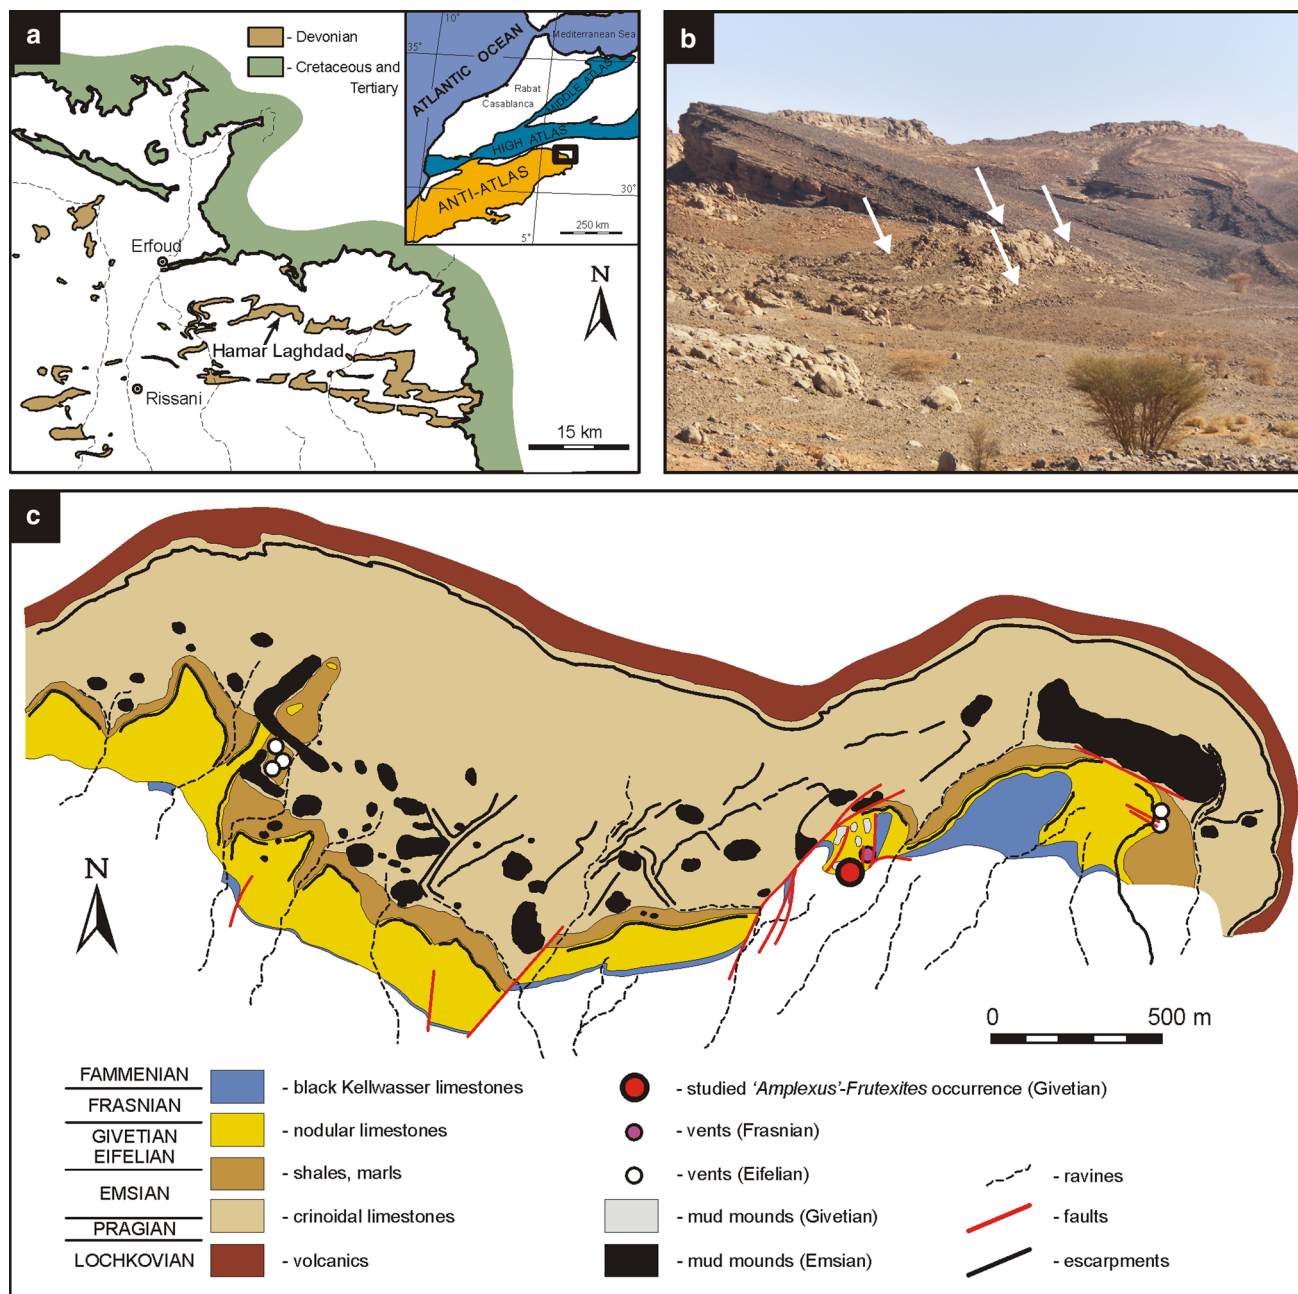 a
- Devonian
- Cretaceous and
Tertiary
10°
35°
Mediterranean Sea
ATLANTIC OCEAN
Rabat
Casablanca
MIDDLE ATLAS
HIGH ATLAS
ANTI-ATLAS
30°
5°
250 km
Erfoud
Hamar Laghdad
Rissani
N
15 km
b
c
N
0 500 m
FAMMENIAN
FRASNIAN
GIVETIAN
EIFELIAN
EMSIAN
PRAGIAN
LOCHKOVIAN
- black Kellwasser limestones
- nodular limestones
- shales, marls
- crinoidal limestones
- volcanics
- studied ‘Amplexus’-Frutexites occurrence (Givetian)
- vents (Frasnian)
- vents (Eifelian)
- mud mounds (Givetian)
- mud mounds (Emsian)
- ravines
- faults
- escarpments